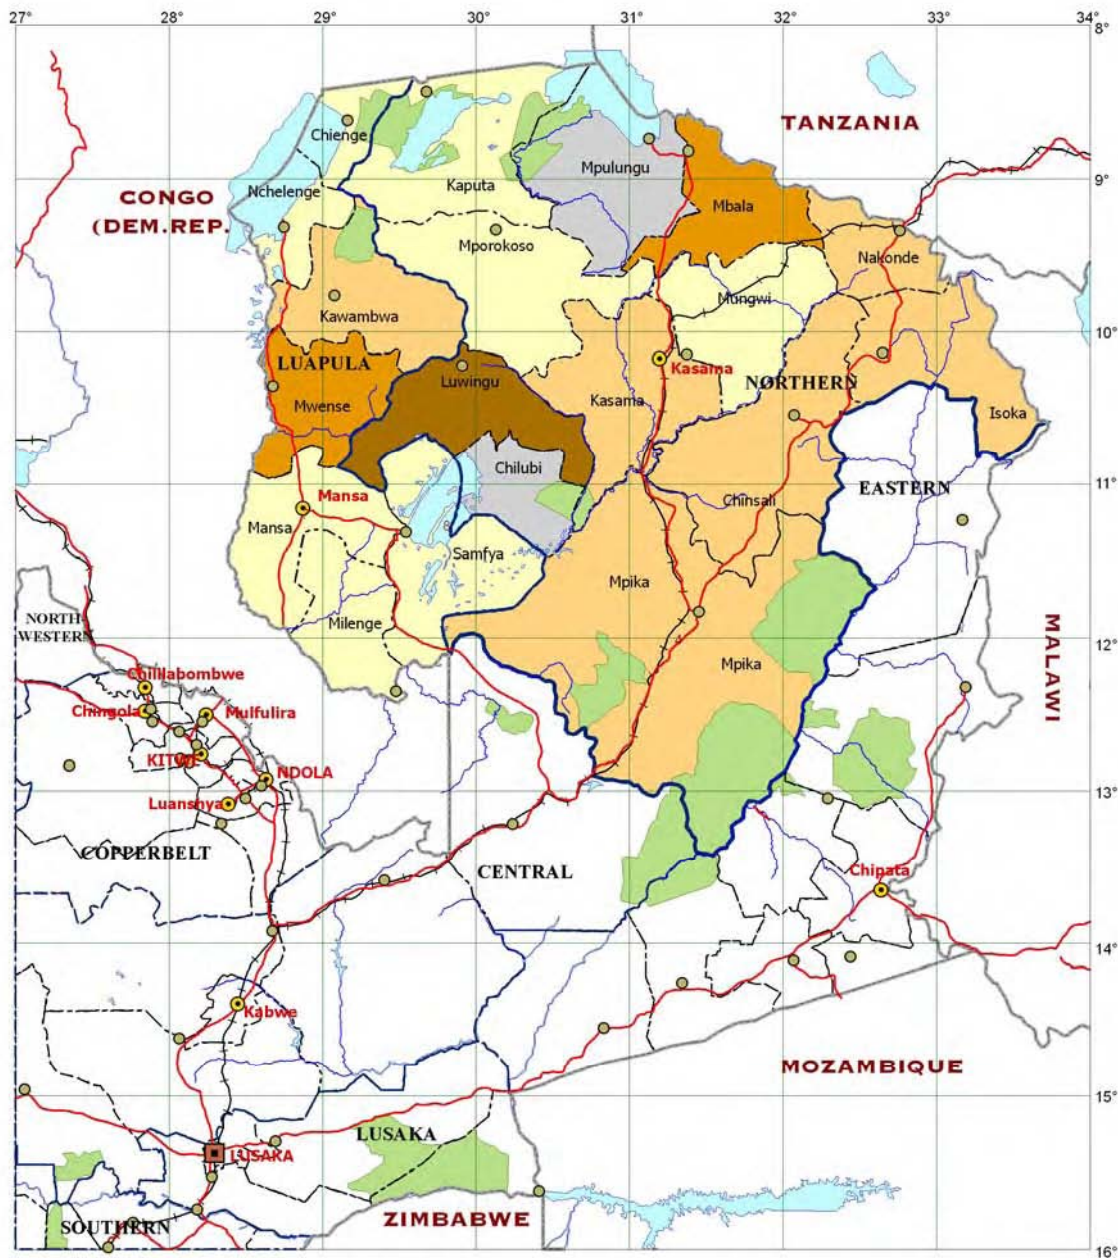 27°
28°
29°
30°
31°
32°
33°
34°
8°
TANZANIA
Chienge
Mpulungu
9°
CONGO
(DEM.REP.
Nchelenge
Kaputa
Mbala
Mporokoso
Nakonde
Mungwi
Kawambwa
10°
LUAPULA
Luwingu
Kasama
NORTHERN
Mwense
Kasama
Isoka
Chilubi
EASTERN
11°
Mansa
Chinsali
Mansa
Samfya
Mpika
Milenge
NORTH-
WESTERN
12°
MALAWI
Mpika
Chililabombwe
Chingola
Mulfulira
KITWE
NDOLA
Luanshya
13°
COPPERBELT
CENTRAL
Chipata
14°
Kabwe
MOZAMBIQUE
15°
LUSAKA
LUSAKA
ZIMBABWE
SOUTHERN
16°